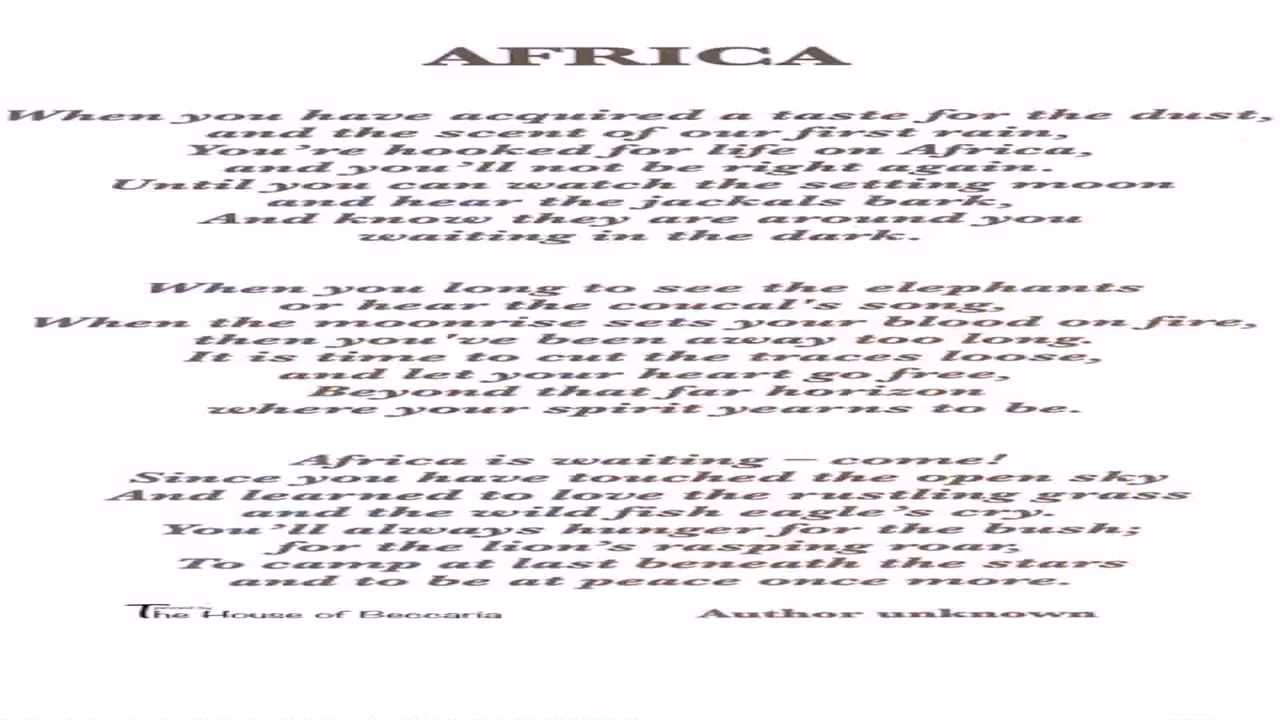 AFRICA
When you have acquired a taste for the dust,
and the scent of our first rain,
You're hooked for life on Africa,
and you'll not be right again.
Until you can watch the setting moon
and hear the jackals bark,
And know they are around you
waiting in the dark.
When you long to see the elephants
or hear the coucal's song,
When the moonrise sets your blood on fire,
then you've been away too long.
It is time to cut the traces loose,
and let your heart go free,
Beyond that far horizon
where your spirit yearns to be.
Africa is waiting – come!
Since you have touched the open sky
And learned to love the rustling grass
and the wild fish eagle's cry.
You'll always hunger for the bush;
for the lion's rasping roar,
To camp at last beneath the stars
and to be at peace once more.
The House of Beccaria
Author unknown